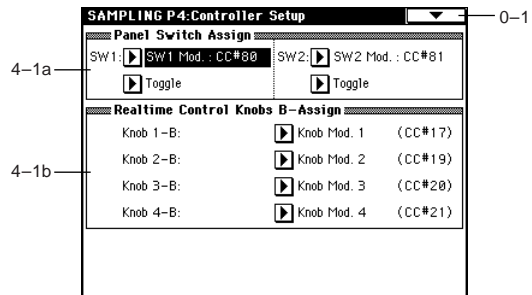 SAMPLING P4:Controller Setup
0–1
Panel Switch Assign
SW1: SW1 Mod. : CC#80 SW2: SW2 Mod. : CC#81
4–1a
Toggle Toggle
Realtime Control Knobs B-Assign
Knob 1-B: Knob Mod. 1 (CC#17)
4–1b
Knob 2-B: Knob Mod. 2 (CC#19)
Knob 3-B: Knob Mod. 3 (CC#20)
Knob 4-B: Knob Mod. 4 (CC#21)